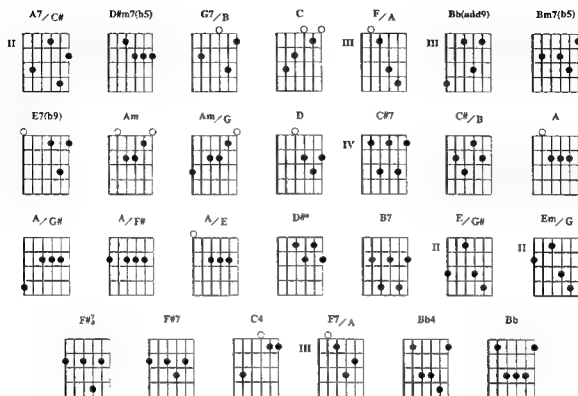 A7/C# D#m7(b5) G7/B C F/A Bb(add9) Bm7(b5)
II III III
E7(b9) Am Am/G D C#7 C#/B A
IV
A/G# A/F# A/E D#° B7 E/G# Em/G
II II
F#7 C4 F7/A Bb4 Bb
III